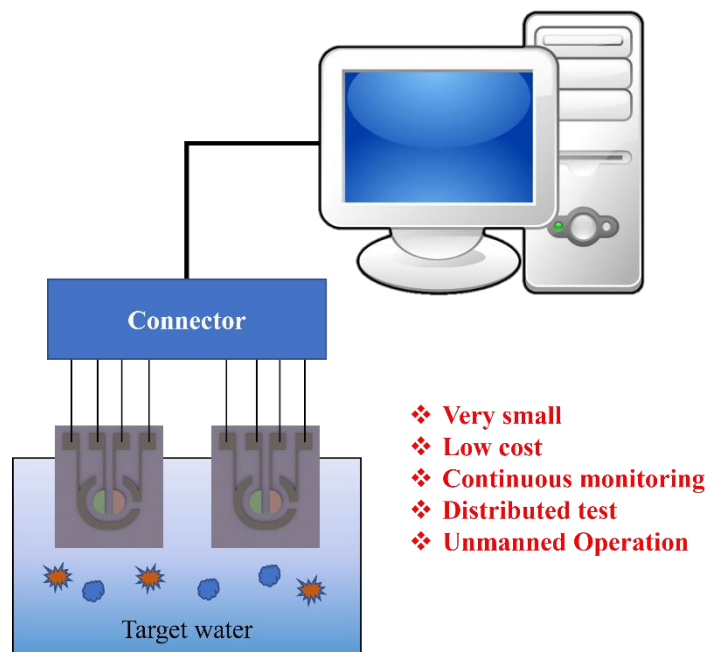 Connector
❖ Very small
❖ Low cost
❖ Continuous monitoring
❖ Distributed test
❖ Unmanned Operation
Target water